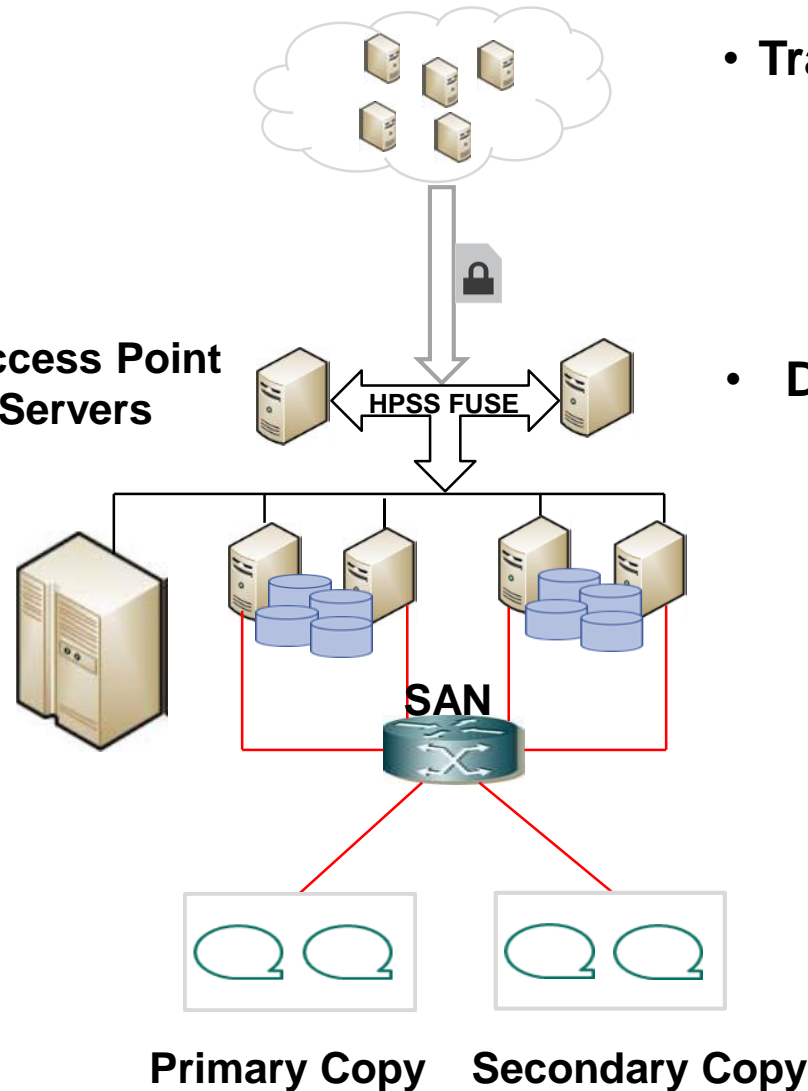 • Tra
ccess Point
Servers
HPSS FUSE
• D
SAN
Primary Copy Secondary Copy